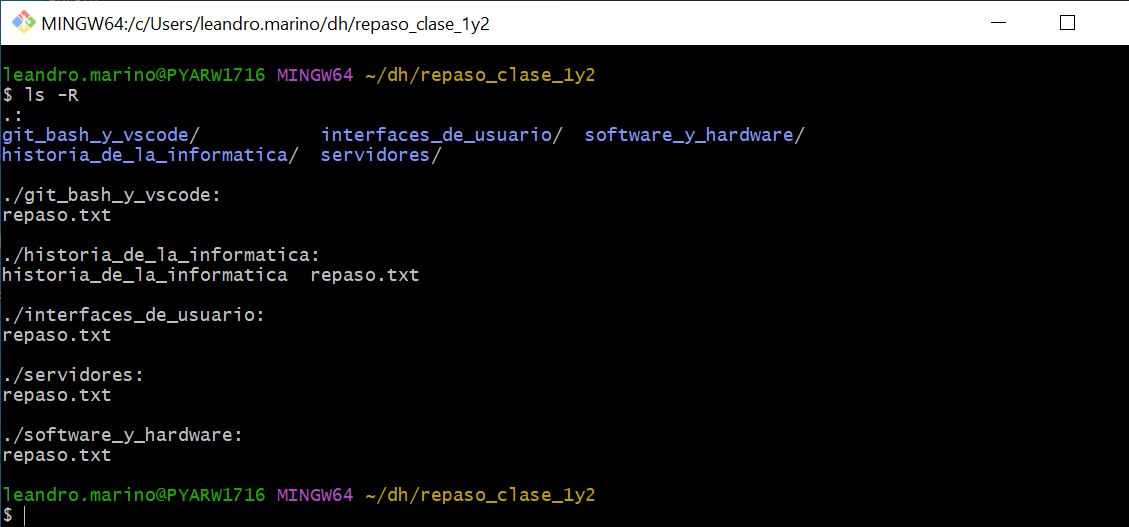 MINGW64:/c/Users/leandro.marino/dh/repaso_clase_1y2
leandro.marino@PYARW1716 MINGW64 ~/dh/repaso_clase_1y2
$ ls -R
.:
git_bash_y_vscode/           interfaces_de_usuario/  software_y_hardware/
historia_de_la_informatica/  servidores/

./git_bash_y_vscode:
repaso.txt

./historia_de_la_informatica:
historia_de_la_informatica  repaso.txt

./interfaces_de_usuario:
repaso.txt

./servidores:
repaso.txt

./software_y_hardware:
repaso.txt

leandro.marino@PYARW1716 MINGW64 ~/dh/repaso_clase_1y2
$